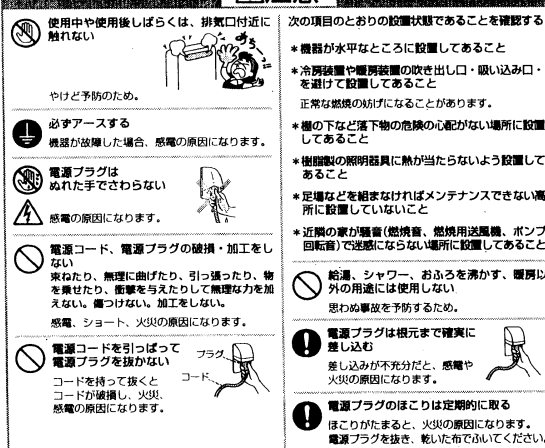 使用中や使用後しばらくは、排気口付近に
触れない
あちーっ!!
やけど予防のため。
必ずアースする
機器が故障した場合、感電の原因になります。
電源プラグは
ぬれた手でさわらない
感電の原因になります。
電源コード、電源プラグの破損・加工をし
ない
束ねたり、無理に曲げたり、引っ張ったり、物
を乗せたり、衝撃を与えたりして無理な力を加
えない。傷つけない。加工をしない。
感電、ショート、火災の原因になります。
電源コードを引っぱって
電源プラグを抜かない
プラグ
コード
コードを持って抜くと
コードが破損し、火災、
感電の原因になります。
次の項目のとおりの設置状態であることを確認する
*機器が水平なところに設置してあること
*冷房装置や暖房装置の吹き出し口・吸い込み口・
を避けて設置してあること
正常な燃焼の妨げになることがあります。
*棚の下など落下物の危険の心配がない場所に設置
してあること
*樹脂製の照明器具に熱が当たらないよう設置して
あること
*足場などを組まなければメンテナンスできない高
所に設置していないこと
*近隣の家が騒音(燃焼音、燃焼用送風機、ポンプ
回転音)で迷惑にならない場所に設置してあること
給湯、シャワー、おふろを沸かす、暖房以
外の用途には使用しない
思わぬ事故を予防するため。
電源プラグは根元まで確実に
差し込む
差し込みが不充分だと、感電や
火災の原因になります。
電源プラグのほこりは定期的に取る
ほこりがたまると、火災の原因になります。
電源プラグを抜き、乾いた布でふいてください。